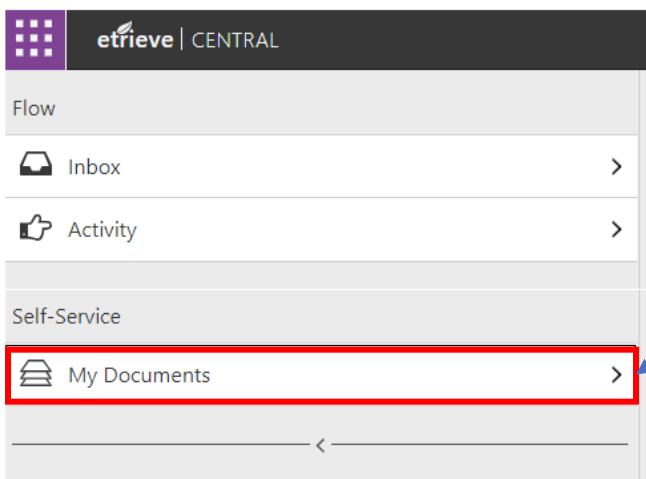 etrieve | CENTRAL
Flow
Inbox
Activity
Self-Service
My Documents